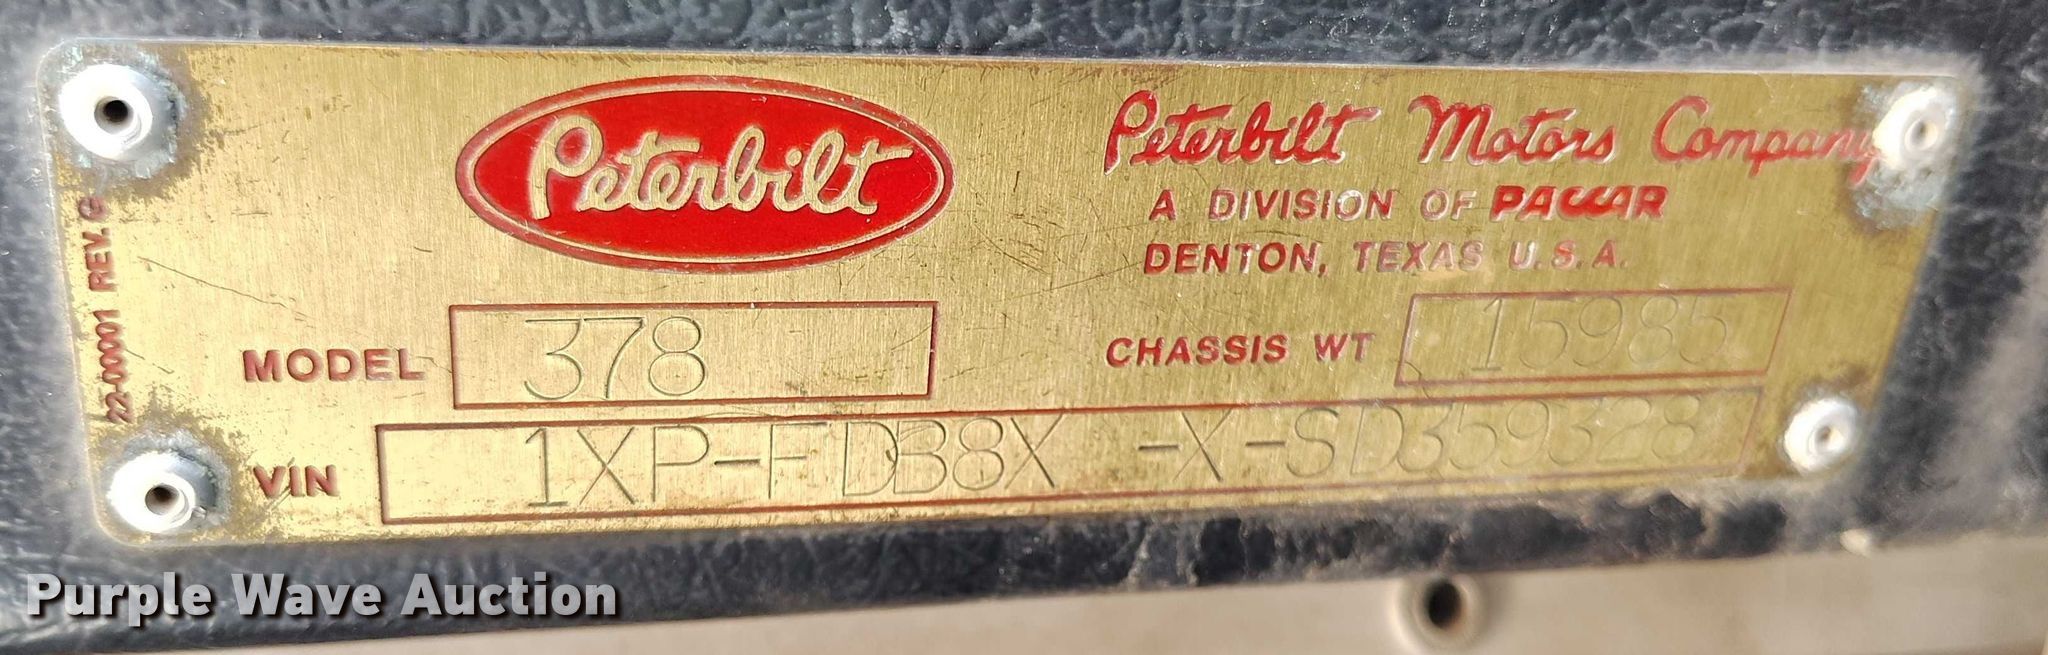 Peterbilt
Peterbilt Motors Company
A DIVISION OF PACCAR
DENTON, TEXAS U.S.A.
22-00001 REV. G
MODEL 378
CHASSIS WT 15985
VIN 1XP-FDB8X -X-SD359328
Purple Wave Auction